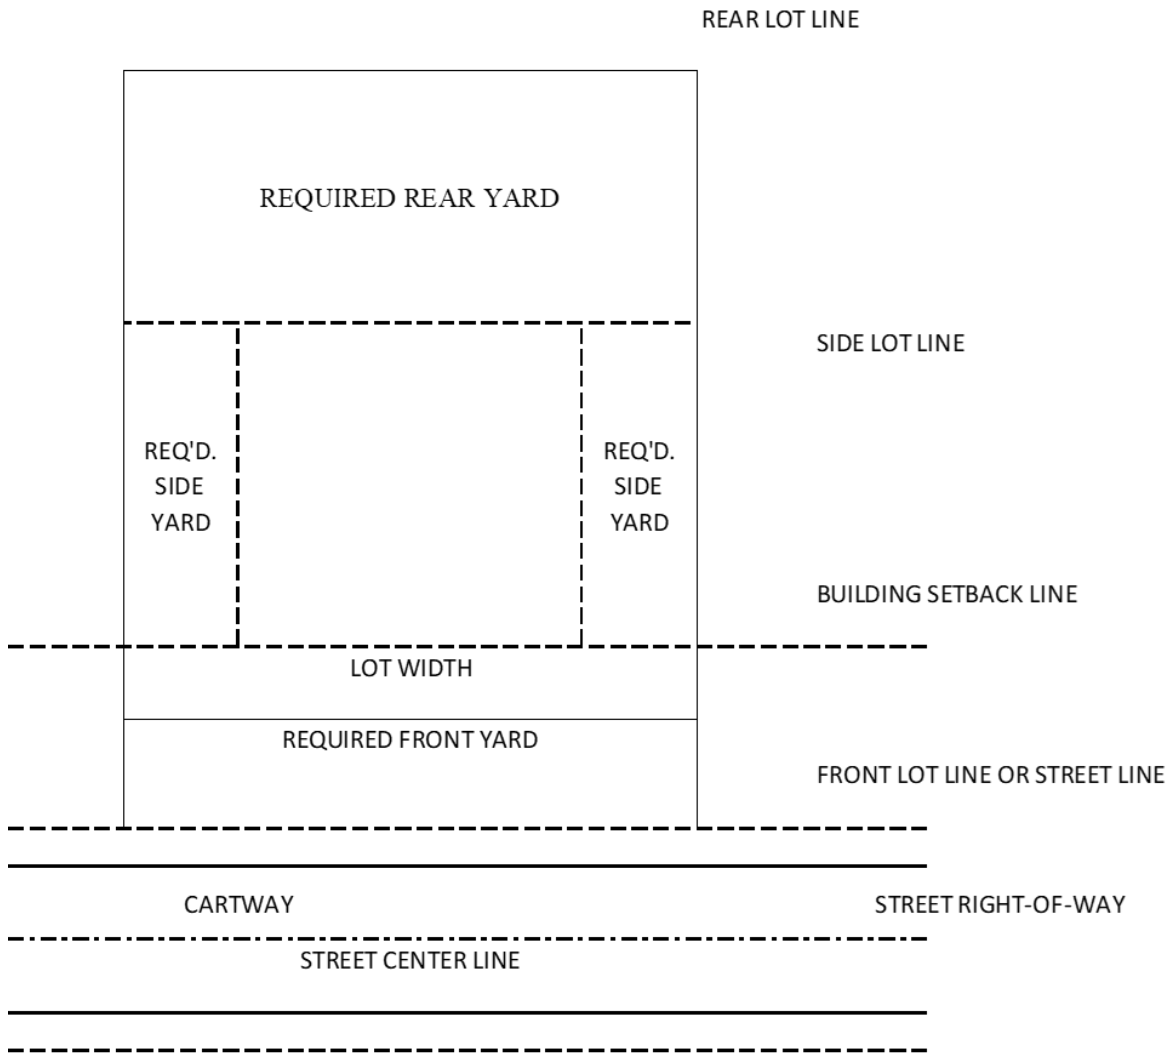 REAR LOT LINE
REQUIRED REAR YARD
SIDE LOT LINE
REQ'D.
SIDE
YARD
REQ'D.
SIDE
YARD
BUILDING SETBACK LINE
LOT WIDTH
REQUIRED FRONT YARD
FRONT LOT LINE OR STREET LINE
CARTWAY
STREET RIGHT-OF-WAY
STREET CENTER LINE